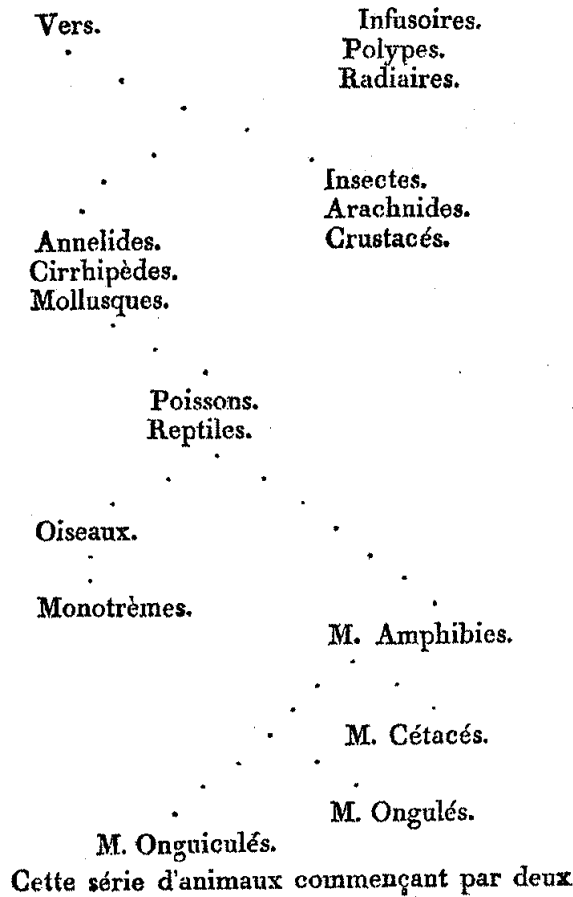 Vers.
Infusoires.
Polypes.
Radiaires.
Insectes.
Arachnides.
Crustacés.
Annelides.
Cirrhipèdes.
Mollusques.
Poissons.
Reptiles.
Oiseaux.
Monotrèmes.
M. Amphibies.
M. Cétacés.
M. Ongulés.
M. Onguiculés.
Cette série d'animaux commençant par deux